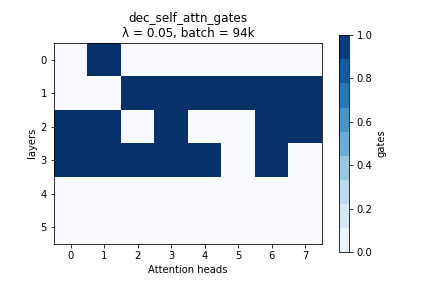 dec_self_attn_gates
λ = 0.05, batch = 94k
layers
0
1
2
3
4
5
0 1 2 3 4 5 6 7
Attention heads
1.0
0.8
0.6
0.4
0.2
0.0
gates